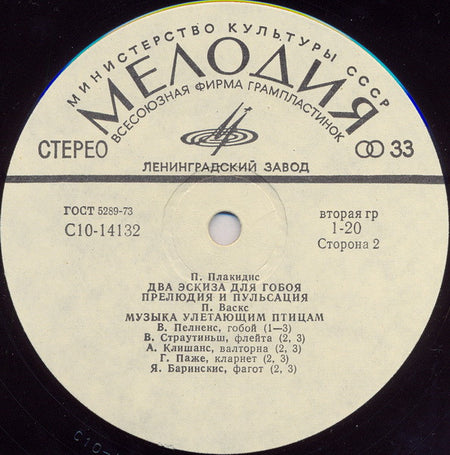 МИНИСТЕРСТВО КУЛЬТУРЫ СССР
МЕЛОДИЯ
ВСЕСОЮЗНАЯ ФИРМА ГРАМПЛАСТИНОК
СТЕРЕО
33
ЛЕНИНГРАДСКИЙ ЗАВОД
ГОСТ 5289-73
С10-14132
вторая гр
1-20
Сторона 2
П. Плакидис
ДВА ЭСКИЗА ДЛЯ ГОБОЯ
ПРЕЛЮДИЯ И ПУЛЬСАЦИЯ
П. Васкс
МУЗЫКА УЛЕТАЮЩИМ ПТИЦАМ
В. Пелненс, гобой (1—3)
В. Страутиньш, флейта (2, 3)
А. Клишанс, валторна (2, 3)
Г. Паже, кларнет (2, 3)
Я. Баринскис, фагот (2, 3)